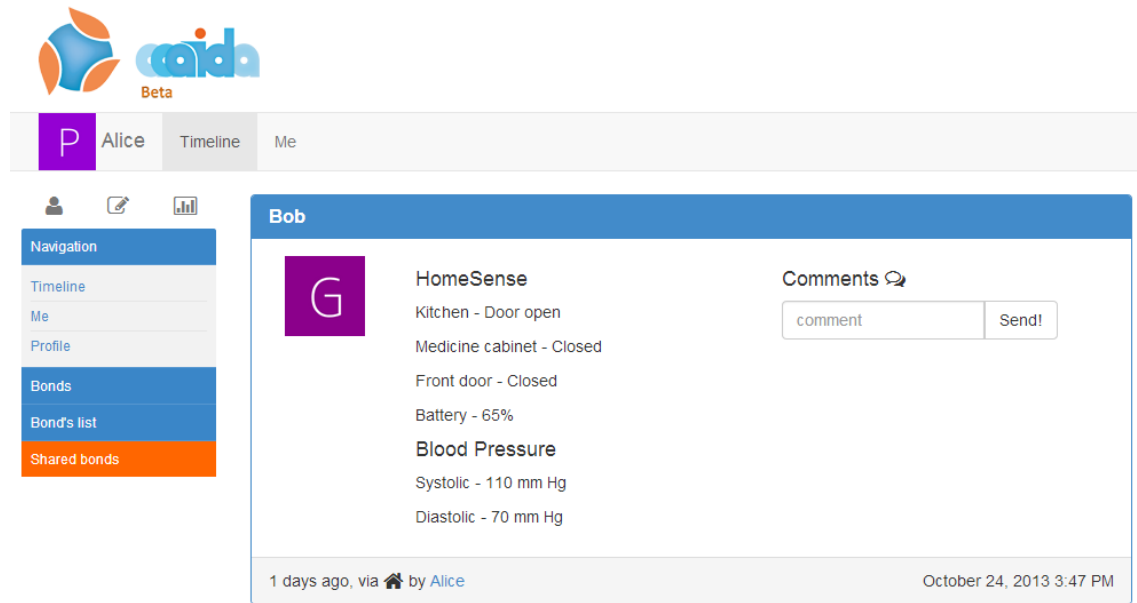 ccaida
Beta
P Alice Timeline Me
Navigation
Timeline
Me
Profile
Bonds
Bond's list
Shared bonds
Bob
G
HomeSense
Kitchen - Door open
Medicine cabinet - Closed
Front door - Closed
Battery - 65%
Blood Pressure
Systolic - 110 mm Hg
Diastolic - 70 mm Hg
Comments
comment Send!
1 days ago, via by Alice October 24, 2013 3:47 PM